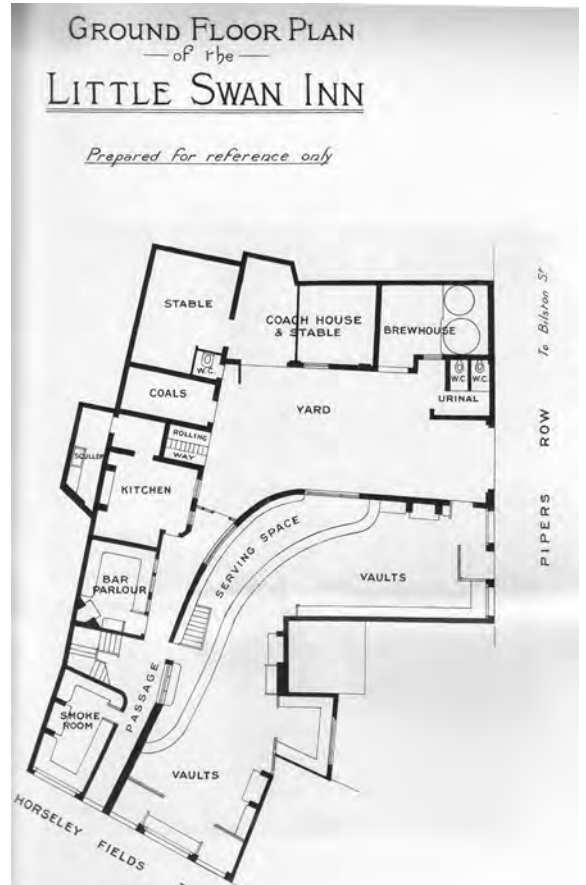 GROUND FLOOR PLAN
— of the —
LITTLE SWAN INN
Prepared for reference only
STABLE
COACH HOUSE
& STABLE
BREWHOUSE
To Bilston St
W.C.
W.C.
W.C.
URINAL
COALS
YARD
ROLLING
WAY
SCULLERY
KITCHEN
PIPERS ROW
SERVING SPACE
BAR
PARLOUR
VAULTS
PASSAGE
SMOKE
ROOM
VAULTS
HORSELEY FIELDS